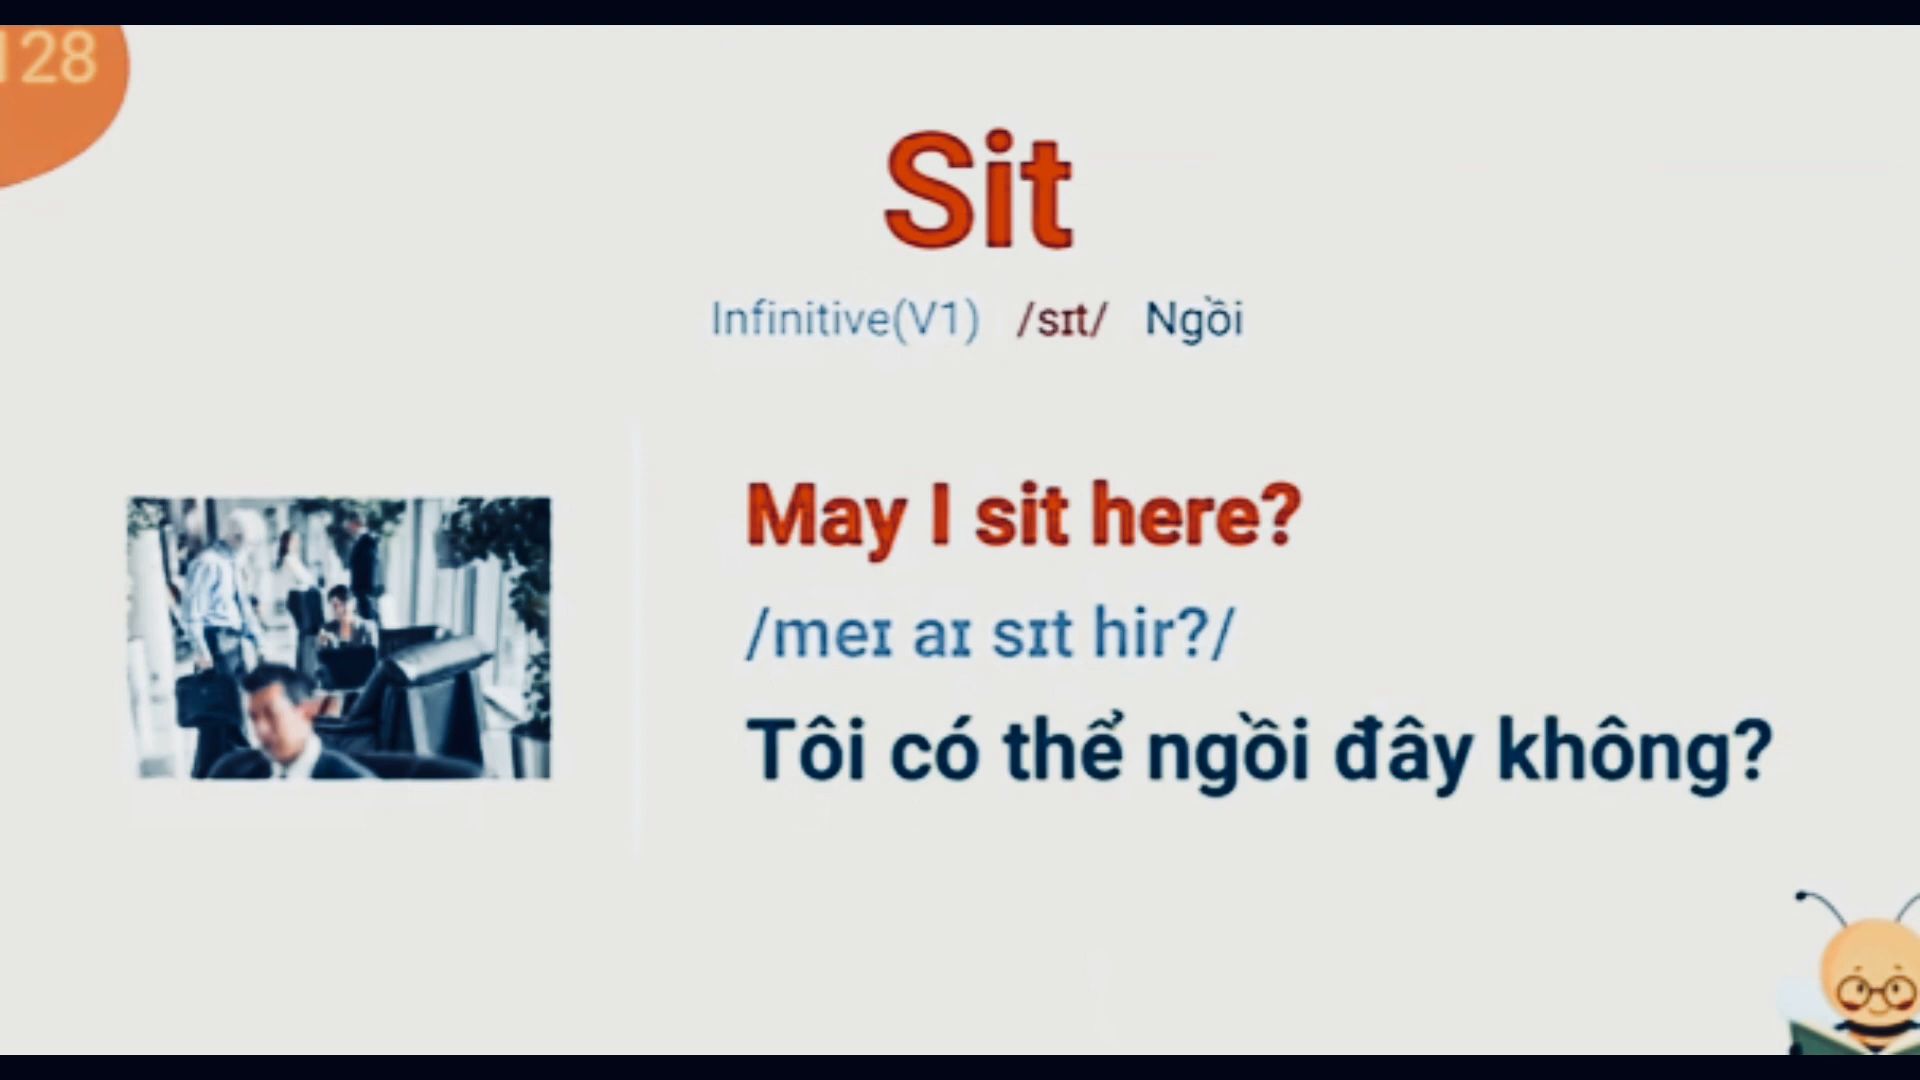 128
Sit
Infinitive(V1) /sɪt/ Ngồi
May I sit here?
/meɪ aɪ sɪt hir?/
Tôi có thể ngồi đây không?